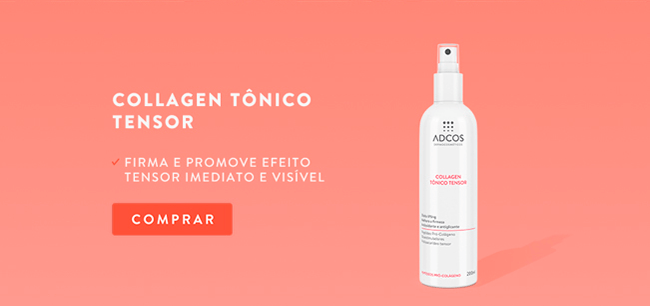 COLLAGEN TÔNICO
TENSOR
FIRMA E PROMOVE EFEITO
TENSOR IMEDIATO E VISÍVEL
COMPRAR
ADCOS
COLLAGEN
TÔNICO TENSOR